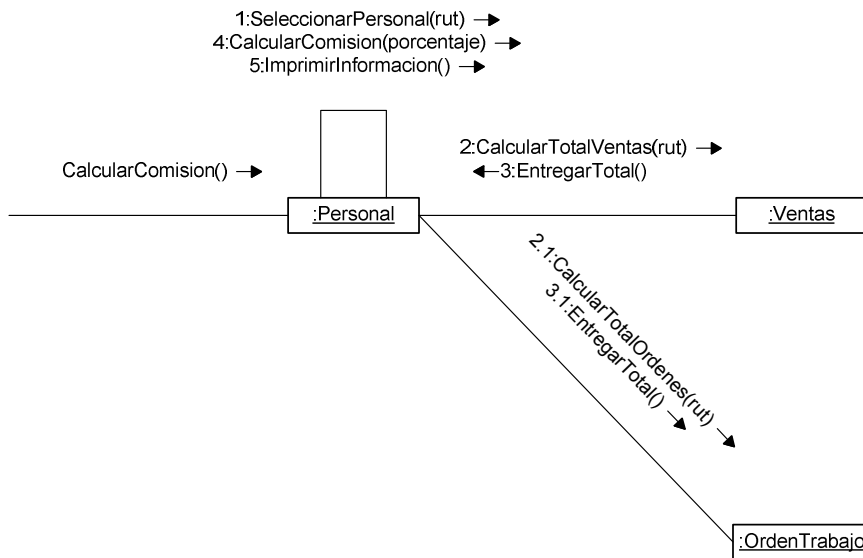 1:SeleccionarPersonal(rut)
4:CalcularComision(porcentaje)
5:ImprimirInformacion()
CalcularComision()
2:CalcularTotalVentas(rut)
3:EntregarTotal()
:Personal
:Ventas
2.1:CalcularTotalOrdenes(rut)
3.1:EntregarTotal()
:OrdenTrabajo